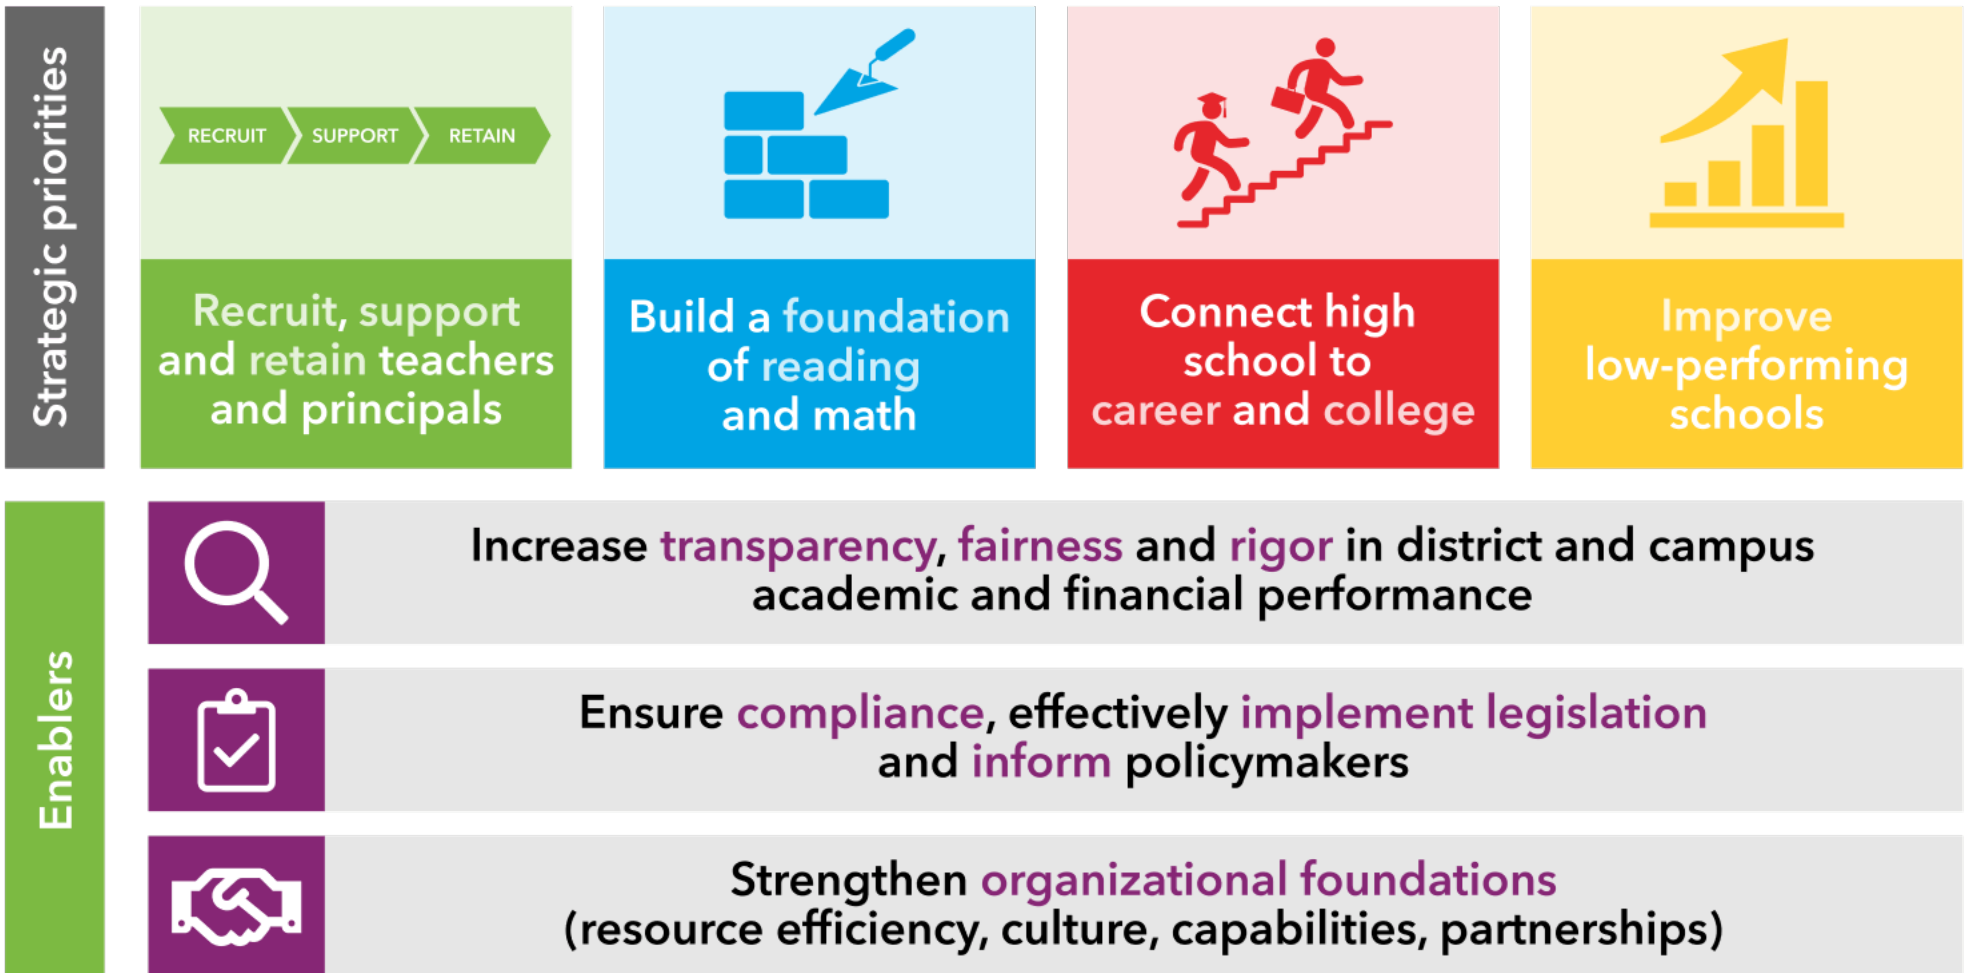 Strategic priorities
RECRUIT
SUPPORT
RETAIN
Recruit, support
and retain teachers
and principals
Build a foundation
of reading
and math
Connect high
school to
career and college
Improve
low-performing
schools
Enablers
Increase transparency, fairness and rigor in district and campus
academic and financial performance
Ensure compliance, effectively implement legislation
and inform policymakers
Strengthen organizational foundations
(resource efficiency, culture, capabilities, partnerships)